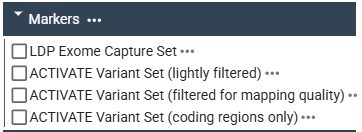 Markers ...
LDP Exome Capture Set ...
ACTIVATE Variant Set (lightly filtered) ...
ACTIVATE Variant Set (filtered for mapping quality) ..
ACTIVATE Variant Set (coding regions only) ...